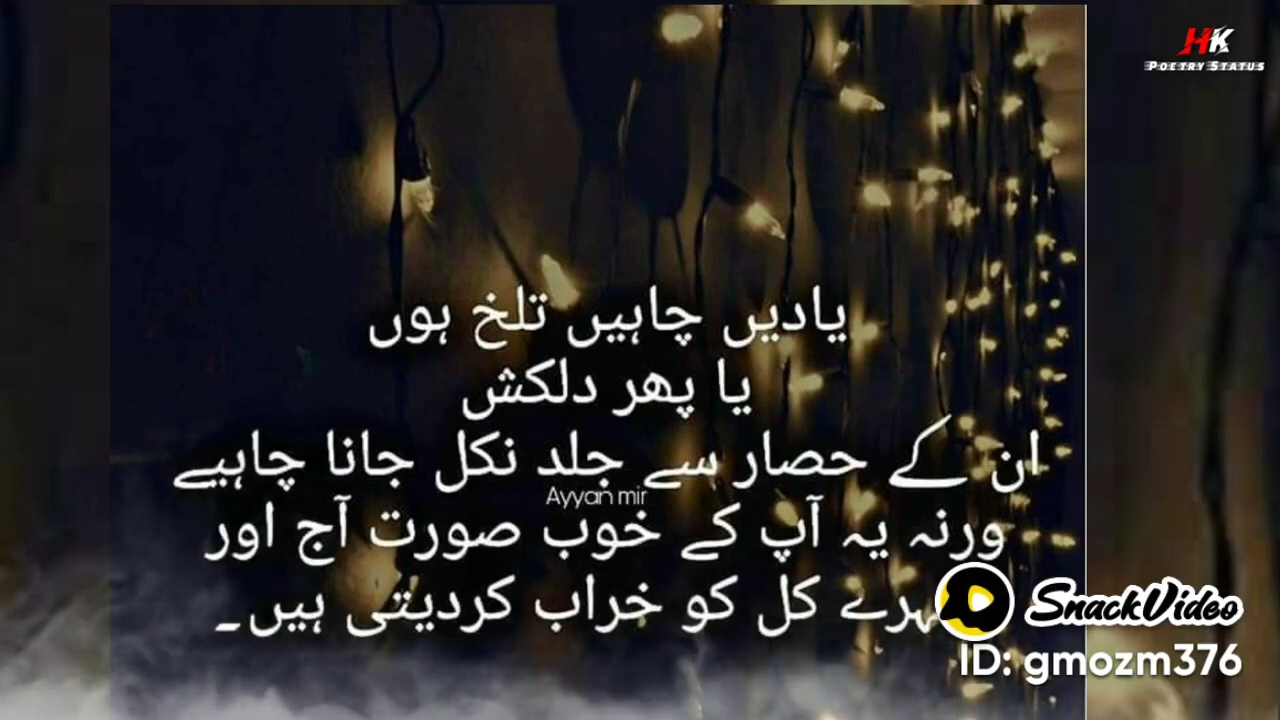 HK
POETRY STATUS
یادیں چاہیں تلخ ہوں
یا پھر دلکش
ان کے حصار سے جلد نکل جانا چاہیے
Ayyan mir
ورنہ یہ آپ کے خوب صورت آج اور
کل کو خراب کردیتی ہیں۔
SnackVideo
ID: gmozm376